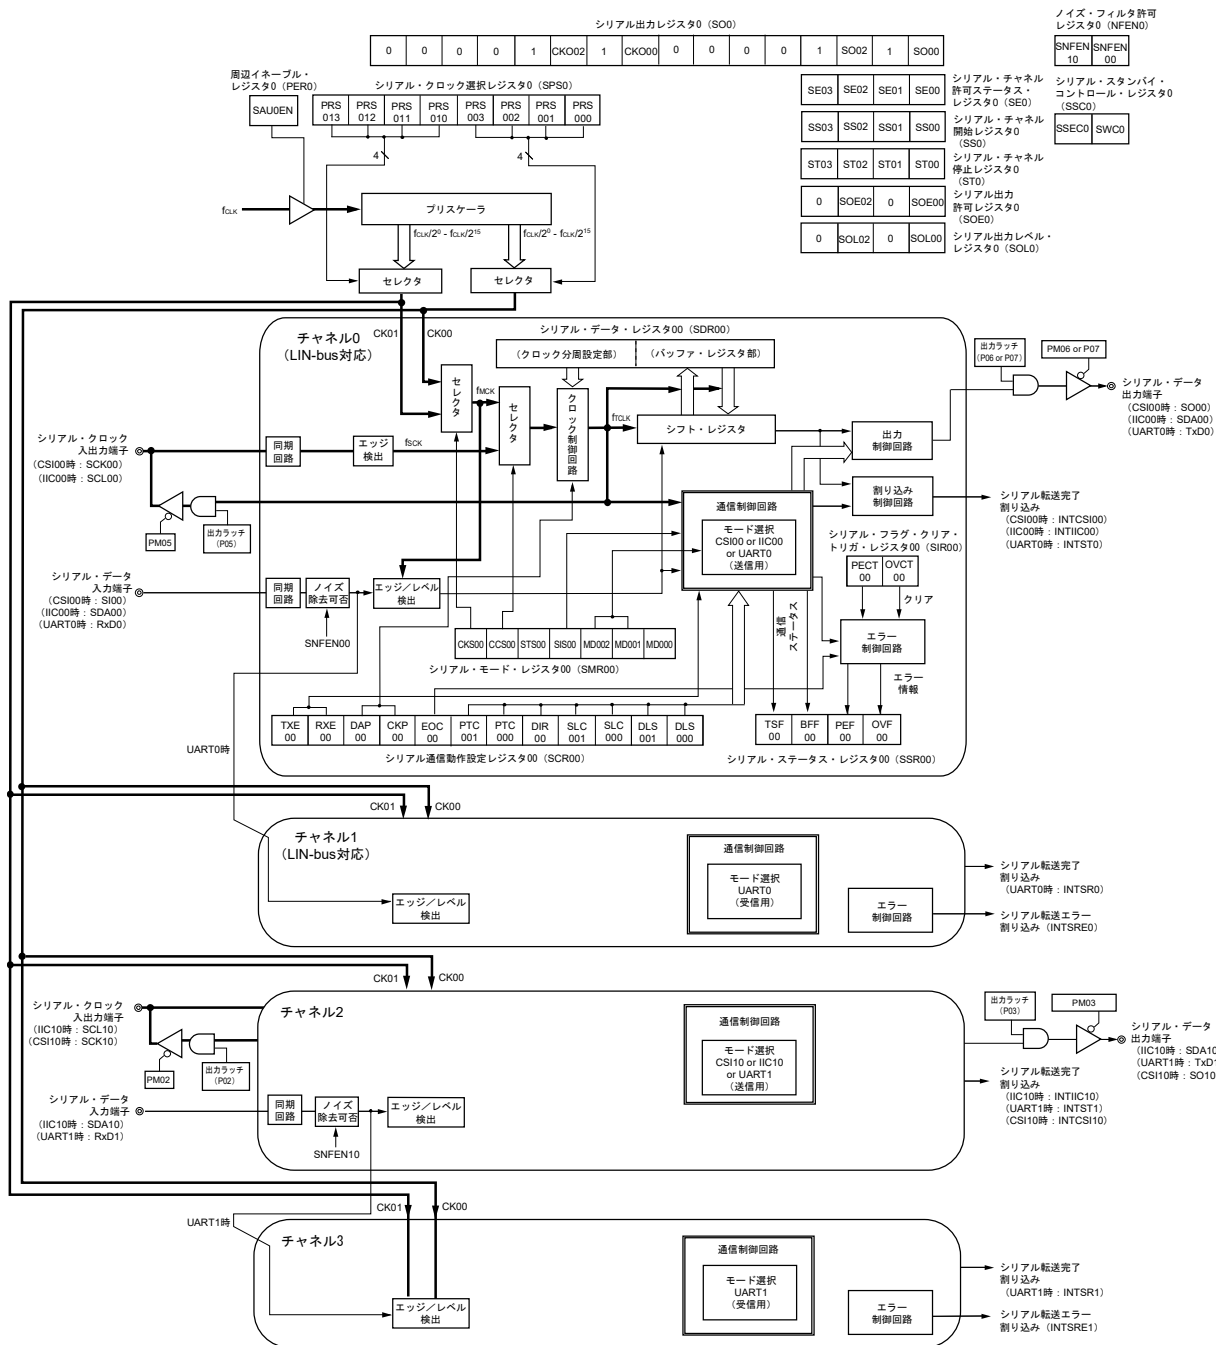 シリアル出力レジスタ0（SO0）
0 0 0 0 1 CKO02 1 CKO00 0 0 0 0 1 SO02 1 SO00
ノイズ・フィルタ許可
レジスタ0（NFEN0）
SNFEN
10
SNFEN
00
周辺イネーブル・
レジスタ0（PER0）
SAU0EN
シリアル・クロック選択レジスタ0（SPS0）
PRS
013
PRS
012
PRS
011
PRS
010
PRS
003
PRS
002
PRS
001
PRS
000
4
4
SE03 SE02 SE01 SE00
シリアル・チャネル
許可ステータス・
レジスタ0（SE0）
シリアル・スタンバイ・
コントロール・レジスタ0
（SSC0）
SSEC0 SWC0
SS03 SS02 SS01 SS00
シリアル・チャネル
開始レジスタ0
（SS0）
ST03 ST02 ST01 ST00
シリアル・チャネル
停止レジスタ0
（ST0）
0 SOE02 0 SOE00
シリアル出力
許可レジスタ0
（SOE0）
0 SOL02 0 SOL00
シリアル出力レベル・
レジスタ0（SOL0）
fCLK
プリスケーラ
fCLK/2⁰ - fCLK/2¹⁵
fCLK/2⁰ - fCLK/2¹⁵
セレクタ
セレクタ
チャネル0
（LIN-bus対応）
CK01
CK00
シリアル・データ・レジスタ00（SDR00）
（クロック分周設定部）
（バッファ・レジスタ部）
セレクタ
fMCK
セレクタ
クロック制御回路
fTCLK
シフト・レジスタ
出力
制御回路
出力ラッチ
（P06 or P07）
PM06 or P07
シリアル・データ
出力端子
（CSI00時：SO00）
（IIC00時：SDA00）
（UART0時：TxD0）
シリアル・クロック
入出力端子
（CSI00時：SCK00）
（IIC00時：SCL00）
同期
回路
エッジ
検出
fSCK
PM05
出力ラッチ
（P05）
通信制御回路
モード選択
CSI00 or IIC00
or UART0
（送信用）
割り込み
制御回路
シリアル転送完了
割り込み
（CSI00時：INTCSI00）
（IIC00時：INTIIC00）
（UART0時：INTST0）
シリアル・フラグ・クリア・
トリガ・レジスタ00（SIR00）
PECT
00
OVCT
00
クリア
シリアル・データ
入力端子
（CSI00時：SI00）
（IIC00時：SDA00）
（UART0時：RxD0）
同期
回路
ノイズ
除去可否
SNFEN00
エッジ／レベル
検出
CKS00 CCS00 STS00 SIS00 MD002 MD001 MD000
シリアル・モード・レジスタ00（SMR00）
通信
ステータス
エラー
制御回路
エラー
情報
TXE
00
RXE
00
DAP
00
CKP
00
EOC
00
PTC
001
PTC
000
DIR
00
SLC
001
SLC
000
DLS
001
DLS
000
シリアル通信動作設定レジスタ00（SCR00）
TSF
00
BFF
00
PEF
00
OVF
00
シリアル・ステータス・レジスタ00（SSR00）
UART0時
CK01
CK00
チャネル1
（LIN-bus対応）
エッジ／レベル
検出
通信制御回路
モード選択
UART0
（受信用）
エラー
制御回路
シリアル転送完了
割り込み
（UART0時：INTSR0）
シリアル転送エラー
割り込み（INTSRE0）
CK01
CK00
シリアル・クロック
入出力端子
（IIC10時：SCL10）
（CSI10時：SCK10）
PM02
出力ラッチ
（P02）
チャネル2
通信制御回路
モード選択
CSI10 or IIC10
or UART1
（送信用）
出力ラッチ
（P03）
PM03
シリアル・データ
出力端子
（IIC10時：SDA10
（UART1時：TxD1
（CSI10時：SO10
シリアル転送完了
割り込み
（IIC10時：INTIIC10）
（UART1時：INTST1）
（CSI10時：INTCSI10）
シリアル・データ
入力端子
（IIC10時：SDA10）
（UART1時：RxD1）
同期
回路
ノイズ
除去可否
SNFEN10
エッジ／レベル
検出
UART1時
CK01
CK00
チャネル3
エッジ／レベル
検出
通信制御回路
モード選択
UART1
（受信用）
エラー
制御回路
シリアル転送完了
割り込み
（UART1時：INTSR1）
シリアル転送エラー
割り込み（INTSRE1）